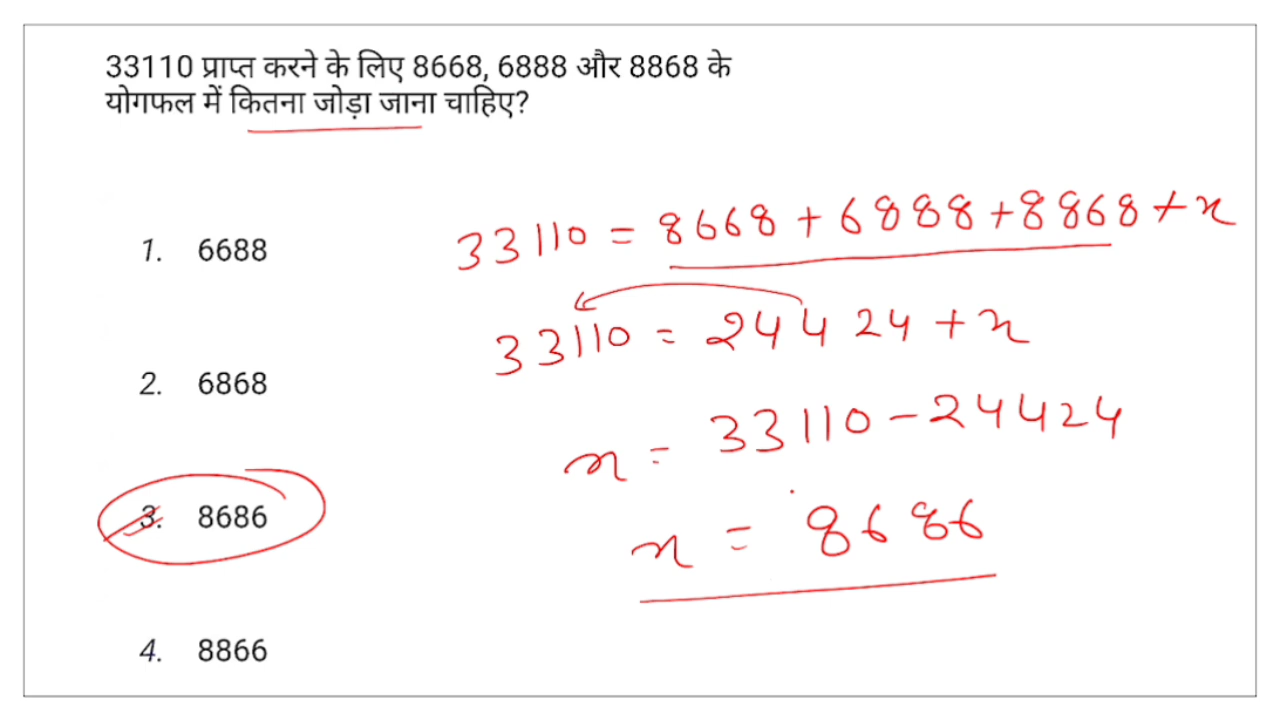 33110 प्राप्त करने के लिए 8668, 6888 और 8868 के
योगफल में कितना जोड़ा जाना चाहिए?
33110 = 8668 + 6888 + 8868 + x
1. 6688
33110 = 24424 + x
2. 6868
x = 33110 - 24424
3. 8686
x = 8686
4. 8866